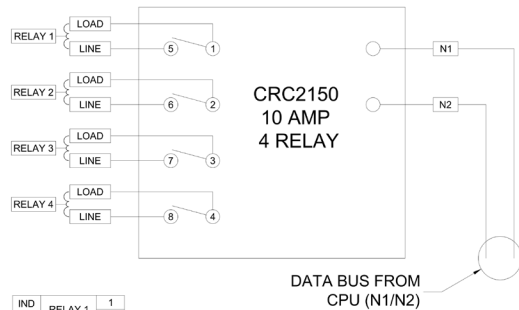 LOAD
RELAY 1
LINE
5
1
N1
LOAD
RELAY 2
LINE
6
2
N2
CRC2150
10 AMP
4 RELAY
LOAD
RELAY 3
LINE
7
3
LOAD
RELAY 4
LINE
8
4
DATA BUS FROM
CPU (N1/N2)
IND
RELAY 1
1